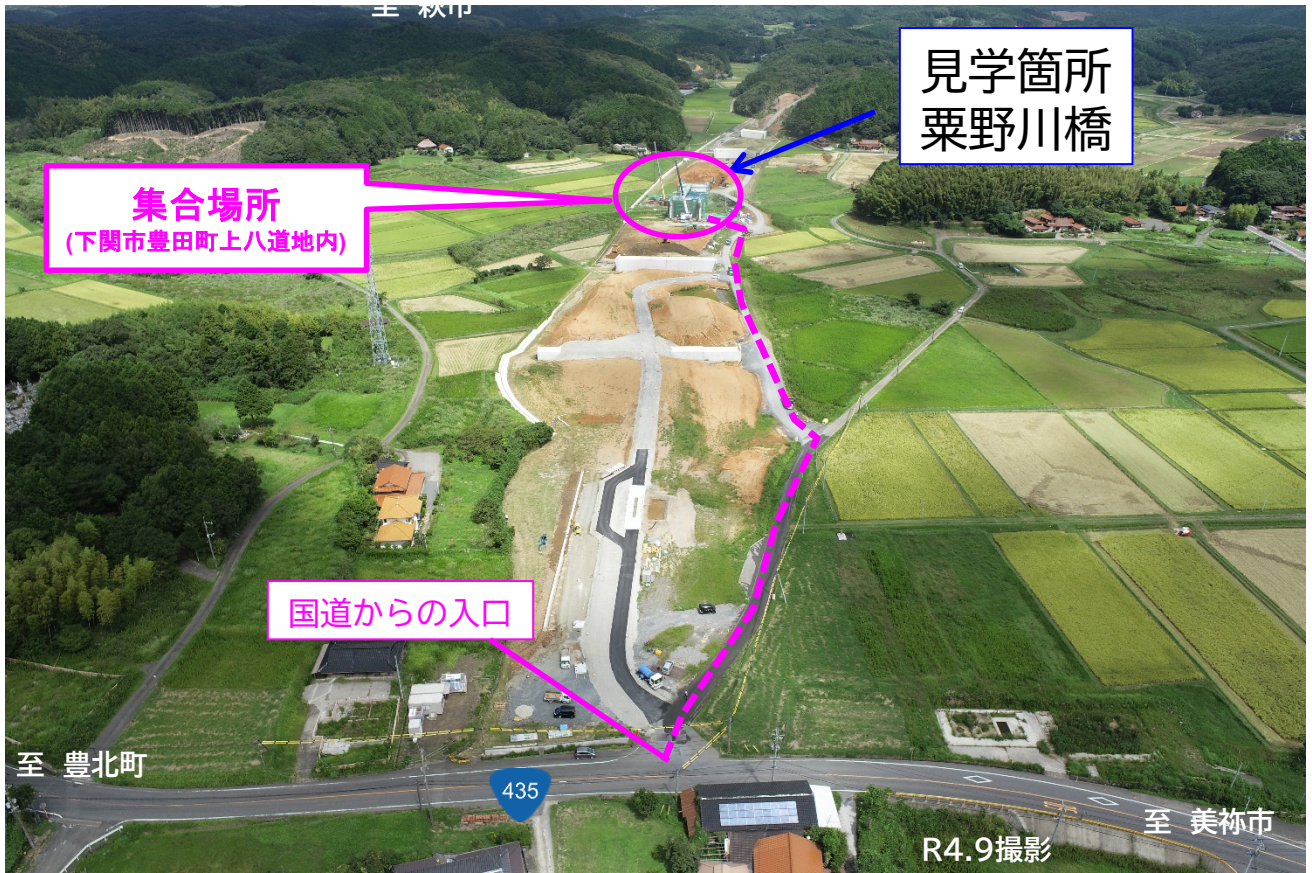 至 萩市
見学箇所
粟野川橋
集合場所
(下関市豊田町上八道地内)
国道からの入口
至 豊北町
435
至 美祢市
R4.9撮影